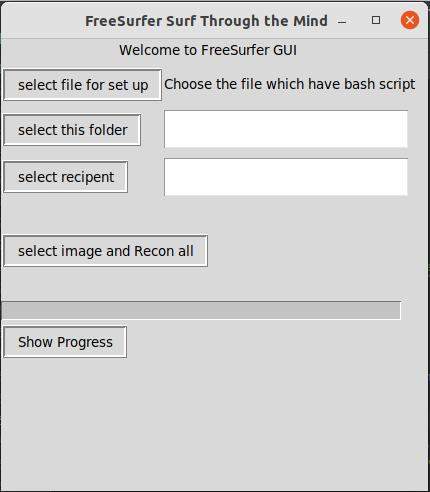 FreeSurfer Surf Through the Mind
Welcome to FreeSurfer GUI
select file for set up Choose the file which have bash script
select this folder
select recipent
select image and Recon all
Show Progress